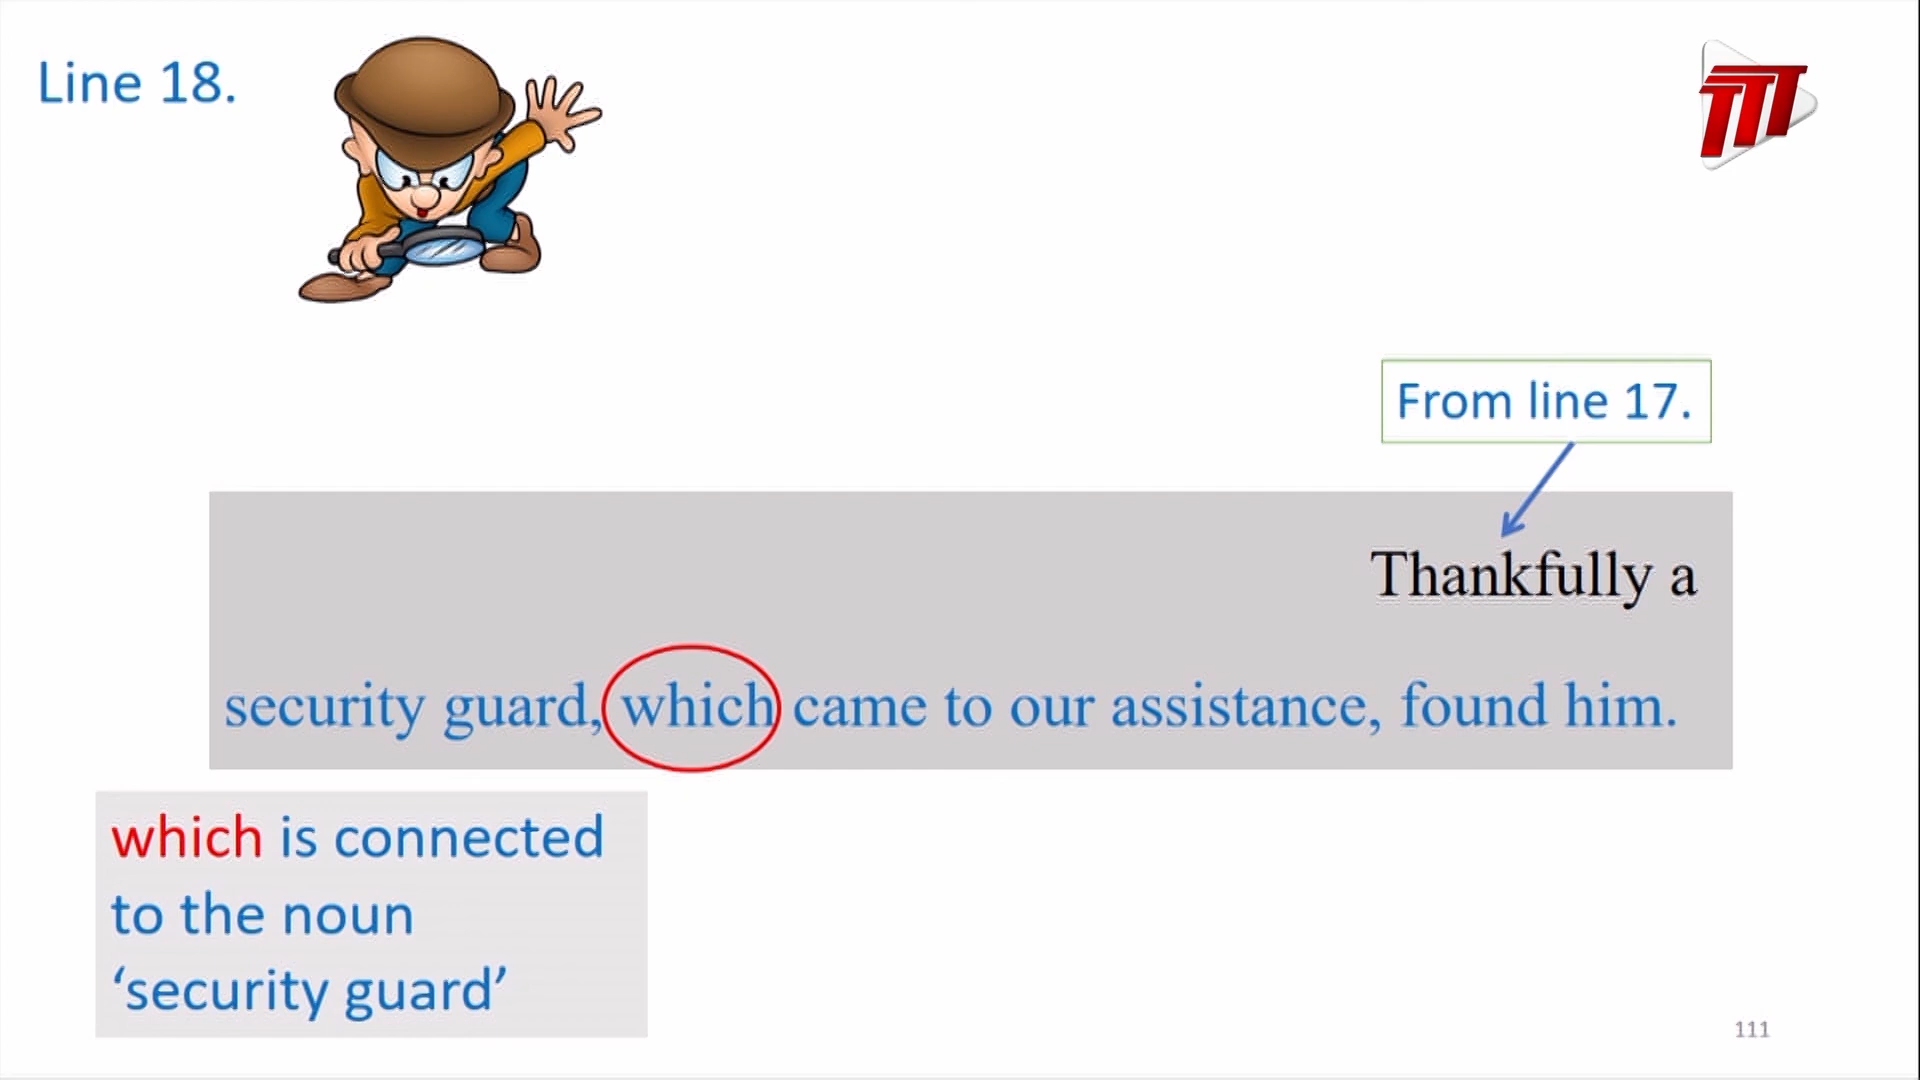 Line 18.
TTT
From line 17.
Thankfully a
security guard, which came to our assistance, found him.
which is connected
to the noun
‘security guard’
111